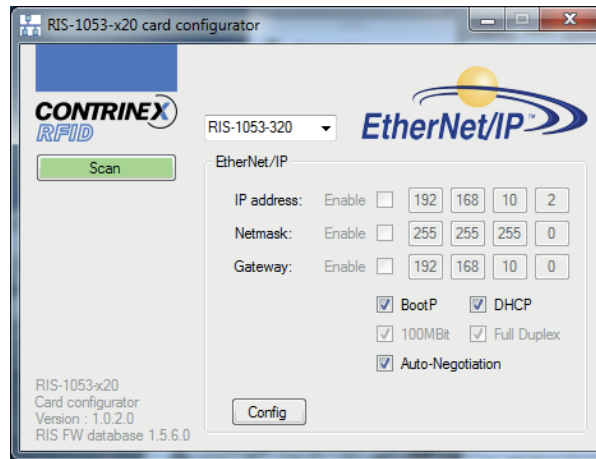 RIS-1053-x20 card configurator
CONTRINEX
RFID
RIS-1053-320
EtherNet/IP™
Scan
EtherNet/IP
IP address: Enable 192 168 10 2
Netmask: Enable 255 255 255 0
Gateway: Enable 192 168 10 0
BootP DHCP
100MBit Full Duplex
Auto-Negotiation
RIS-1053-x20
Card configurator
Version : 1.0.2.0
RIS FW database 1.5.6.0
Config